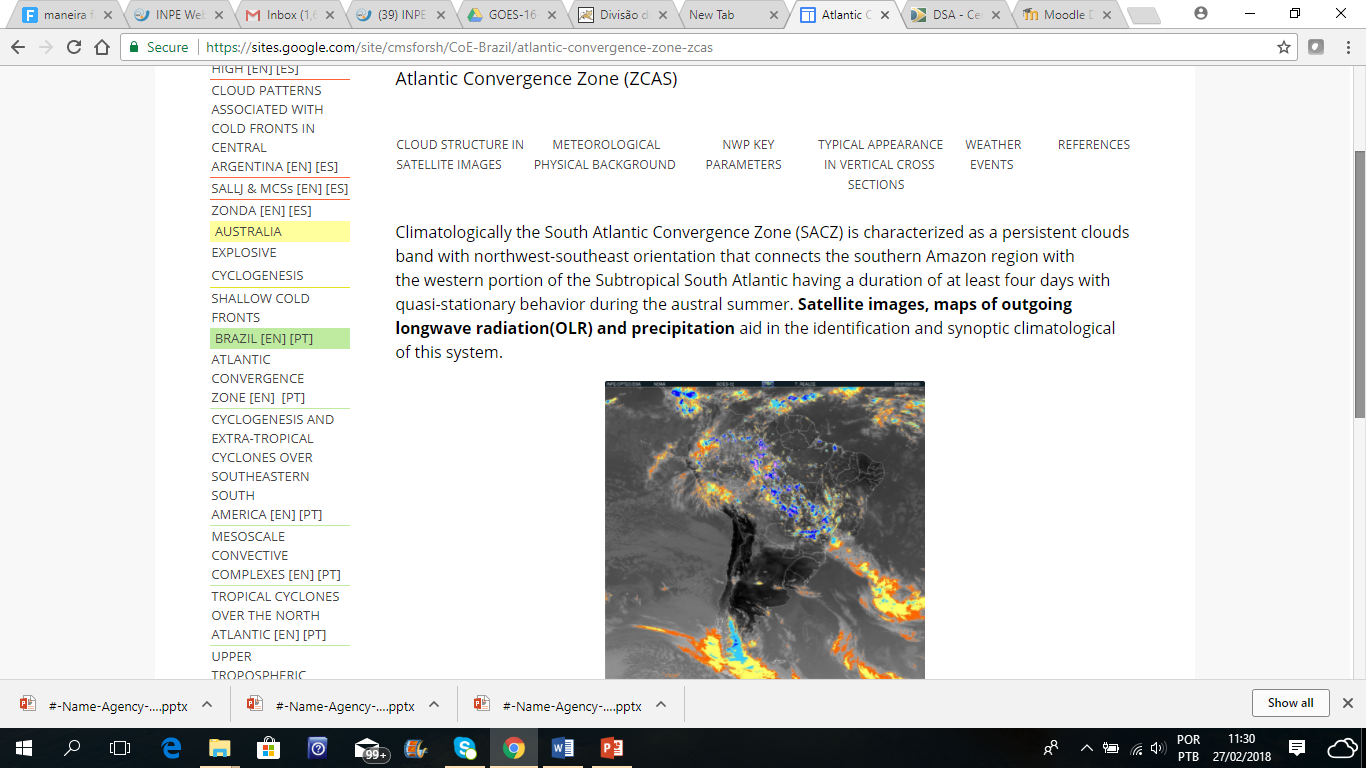 maneira f
INPE Web
Inbox (1,6
(39) INPE
GOES-16-
Divisão d
New Tab
Atlantic C
DSA - Ce
Moodle D
Secure
https://sites.google.com/site/cmsforsh/CoE-Brazil/atlantic-convergence-zone-zcas
HIGH [EN] [ES]
CLOUD PATTERNS
ASSOCIATED WITH
COLD FRONTS IN
CENTRAL
ARGENTINA [EN] [ES]
SALLJ & MCSs [EN] [ES]
ZONDA [EN] [ES]
AUSTRALIA
EXPLOSIVE
CYCLOGENESIS
SHALLOW COLD
FRONTS
BRAZIL [EN] [PT]
ATLANTIC
CONVERGENCE
ZONE [EN] [PT]
CYCLOGENESIS AND
EXTRA-TROPICAL
CYCLONES OVER
SOUTHEASTERN
SOUTH
AMERICA [EN] [PT]
MESOSCALE
CONVECTIVE
COMPLEXES [EN] [PT]
TROPICAL CYCLONES
OVER THE NORTH
ATLANTIC [EN] [PT]
UPPER
TROPOSPHERIC
Atlantic Convergence Zone (ZCAS)
CLOUD STRUCTURE IN
SATELLITE IMAGES
METEOROLOGICAL
PHYSICAL BACKGROUND
NWP KEY
PARAMETERS
TYPICAL APPEARANCE
IN VERTICAL CROSS
SECTIONS
WEATHER
EVENTS
REFERENCES
Climatologically the South Atlantic Convergence Zone (SACZ) is characterized as a persistent clouds
band with northwest-southeast orientation that connects the southern Amazon region with
the western portion of the Subtropical South Atlantic having a duration of at least four days with
quasi-stationary behavior during the austral summer. Satellite images, maps of outgoing
longwave radiation(OLR) and precipitation aid in the identification and synoptic climatological
of this system.
#-Name-Agency-....pptx
#-Name-Agency-....pptx
#-Name-Agency-....pptx
Show all
99+
POR
PTB
11:30
27/02/2018